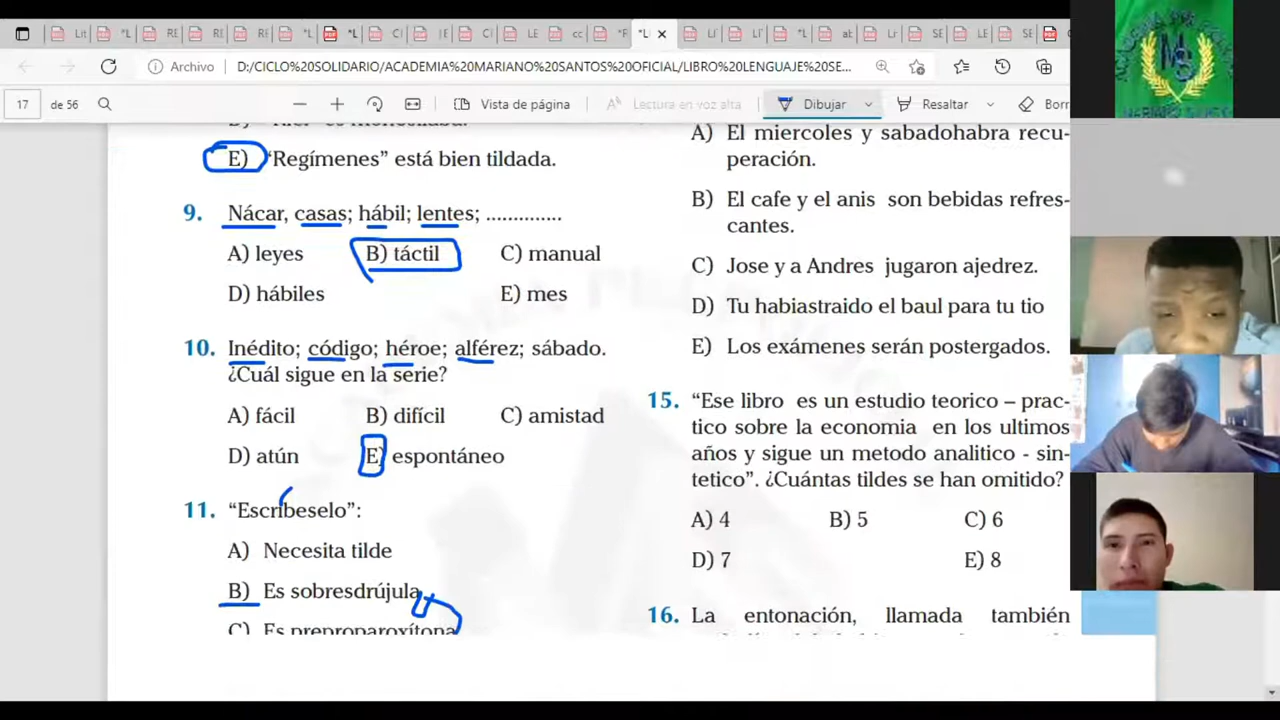 Archivo
D:/CICLO%20SOLIDARIO/ACADEMIA%20MARIANO%20SANTOS%20OFICIAL/LIBRO%20LENGUAJE%20SE...
17 de 56
Vista de página
Lectura en voz alta
Dibujar
Resaltar
Borr
E) "Regímenes" está bien tildada.
9. Nácar, casas; hábil; lentes; ..............
A) leyes B) táctil C) manual
D) hábiles E) mes
10. Inédito; código; héroe; alférez; sábado.
¿Cuál sigue en la serie?
A) fácil B) difícil C) amistad
D) atún E) espontáneo
11. "Escribeselo":
A) Necesita tilde
B) Es sobresdrújula
C) Es preproparoxítona
A) El miercoles y sabadohabra recu-
peración.
B) El cafe y el anis son bebidas refres-
cantes.
C) Jose y a Andres jugaron ajedrez.
D) Tu habiastraido el baul para tu tio
E) Los exámenes serán postergados.
15. "Ese libro es un estudio teorico – prac-
tico sobre la economia en los ultimos
años y sigue un metodo analitico - sin-
tetico". ¿Cuántas tildes se han omitido?
A) 4 B) 5 C) 6
D) 7 E) 8
16. La entonación, llamada también